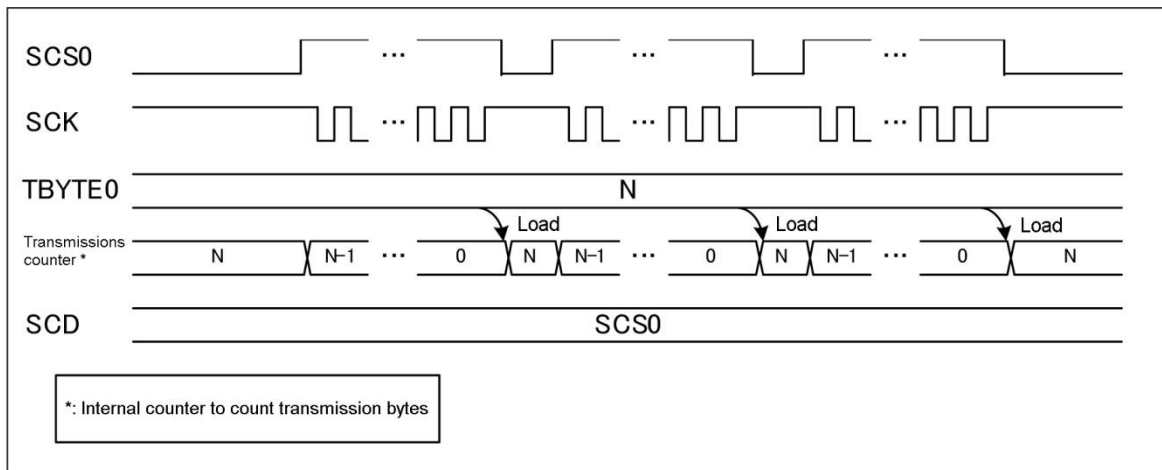 SCS0 ... ... ...
SCK ... ... ...
TBYTE0 N
Load Load Load
Transmissions
counter * N N-1 ... 0 N N-1 ... 0 N N-1 ... 0 N
SCD SCS0
*: Internal counter to count transmission bytes